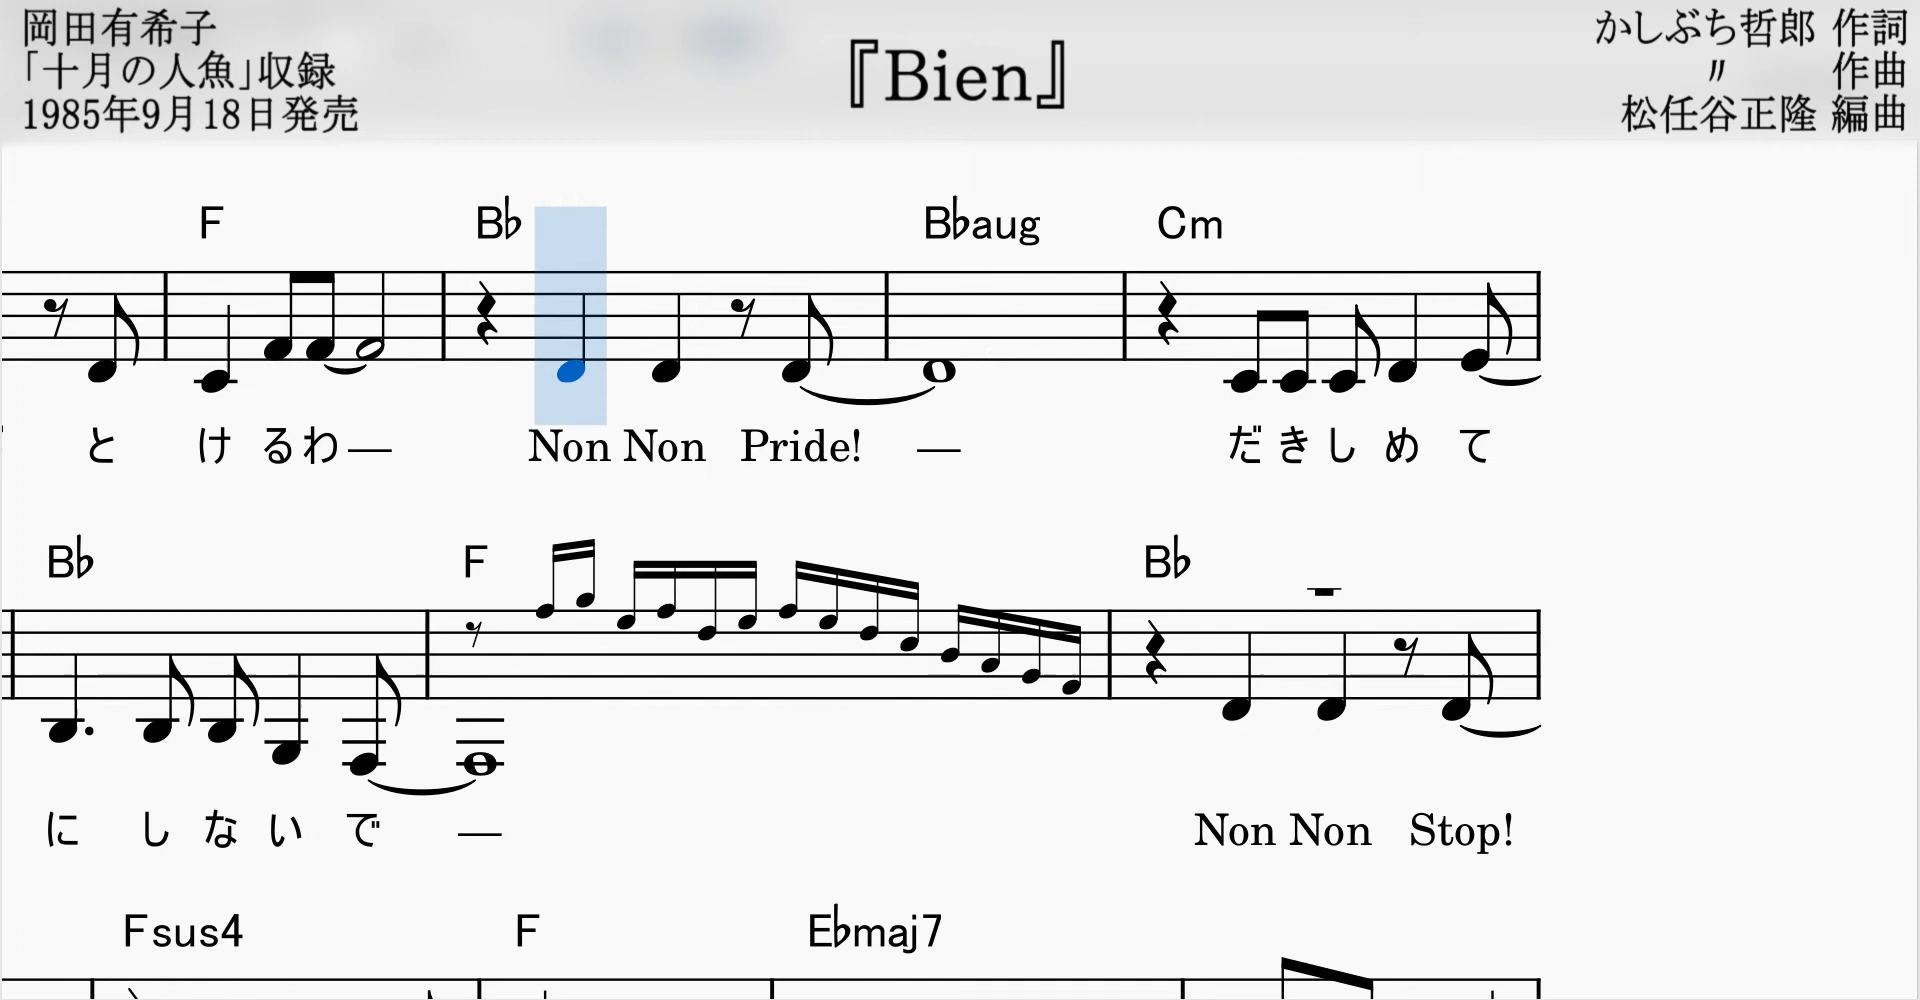 岡田有希子
「十月の人魚」収録
1985年9月18日発売
『Bien』
かしぶち哲郎 作詞
〃 作曲
松任谷正隆 編曲
F B♭ B♭aug Cm
と けるわ― Non Non Pride! ― だきしめて
B♭ F B♭
にしないで ― Non Non Stop!
Fsus4 F E♭maj7